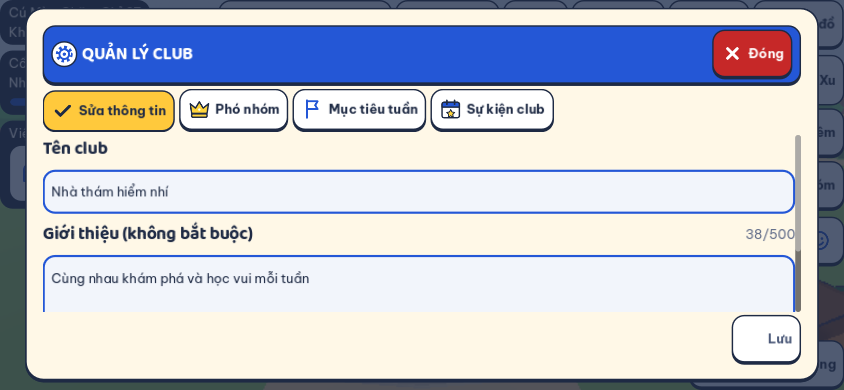 QUẢN LÝ CLUB
Đóng
Sửa thông tin
Phó nhóm
Mục tiêu tuần
Sự kiện club
Tên club
Nhà thám hiểm nhí
Giới thiệu (không bắt buộc)
38/500
Cùng nhau khám phá và học vui mỗi tuần
Lưu